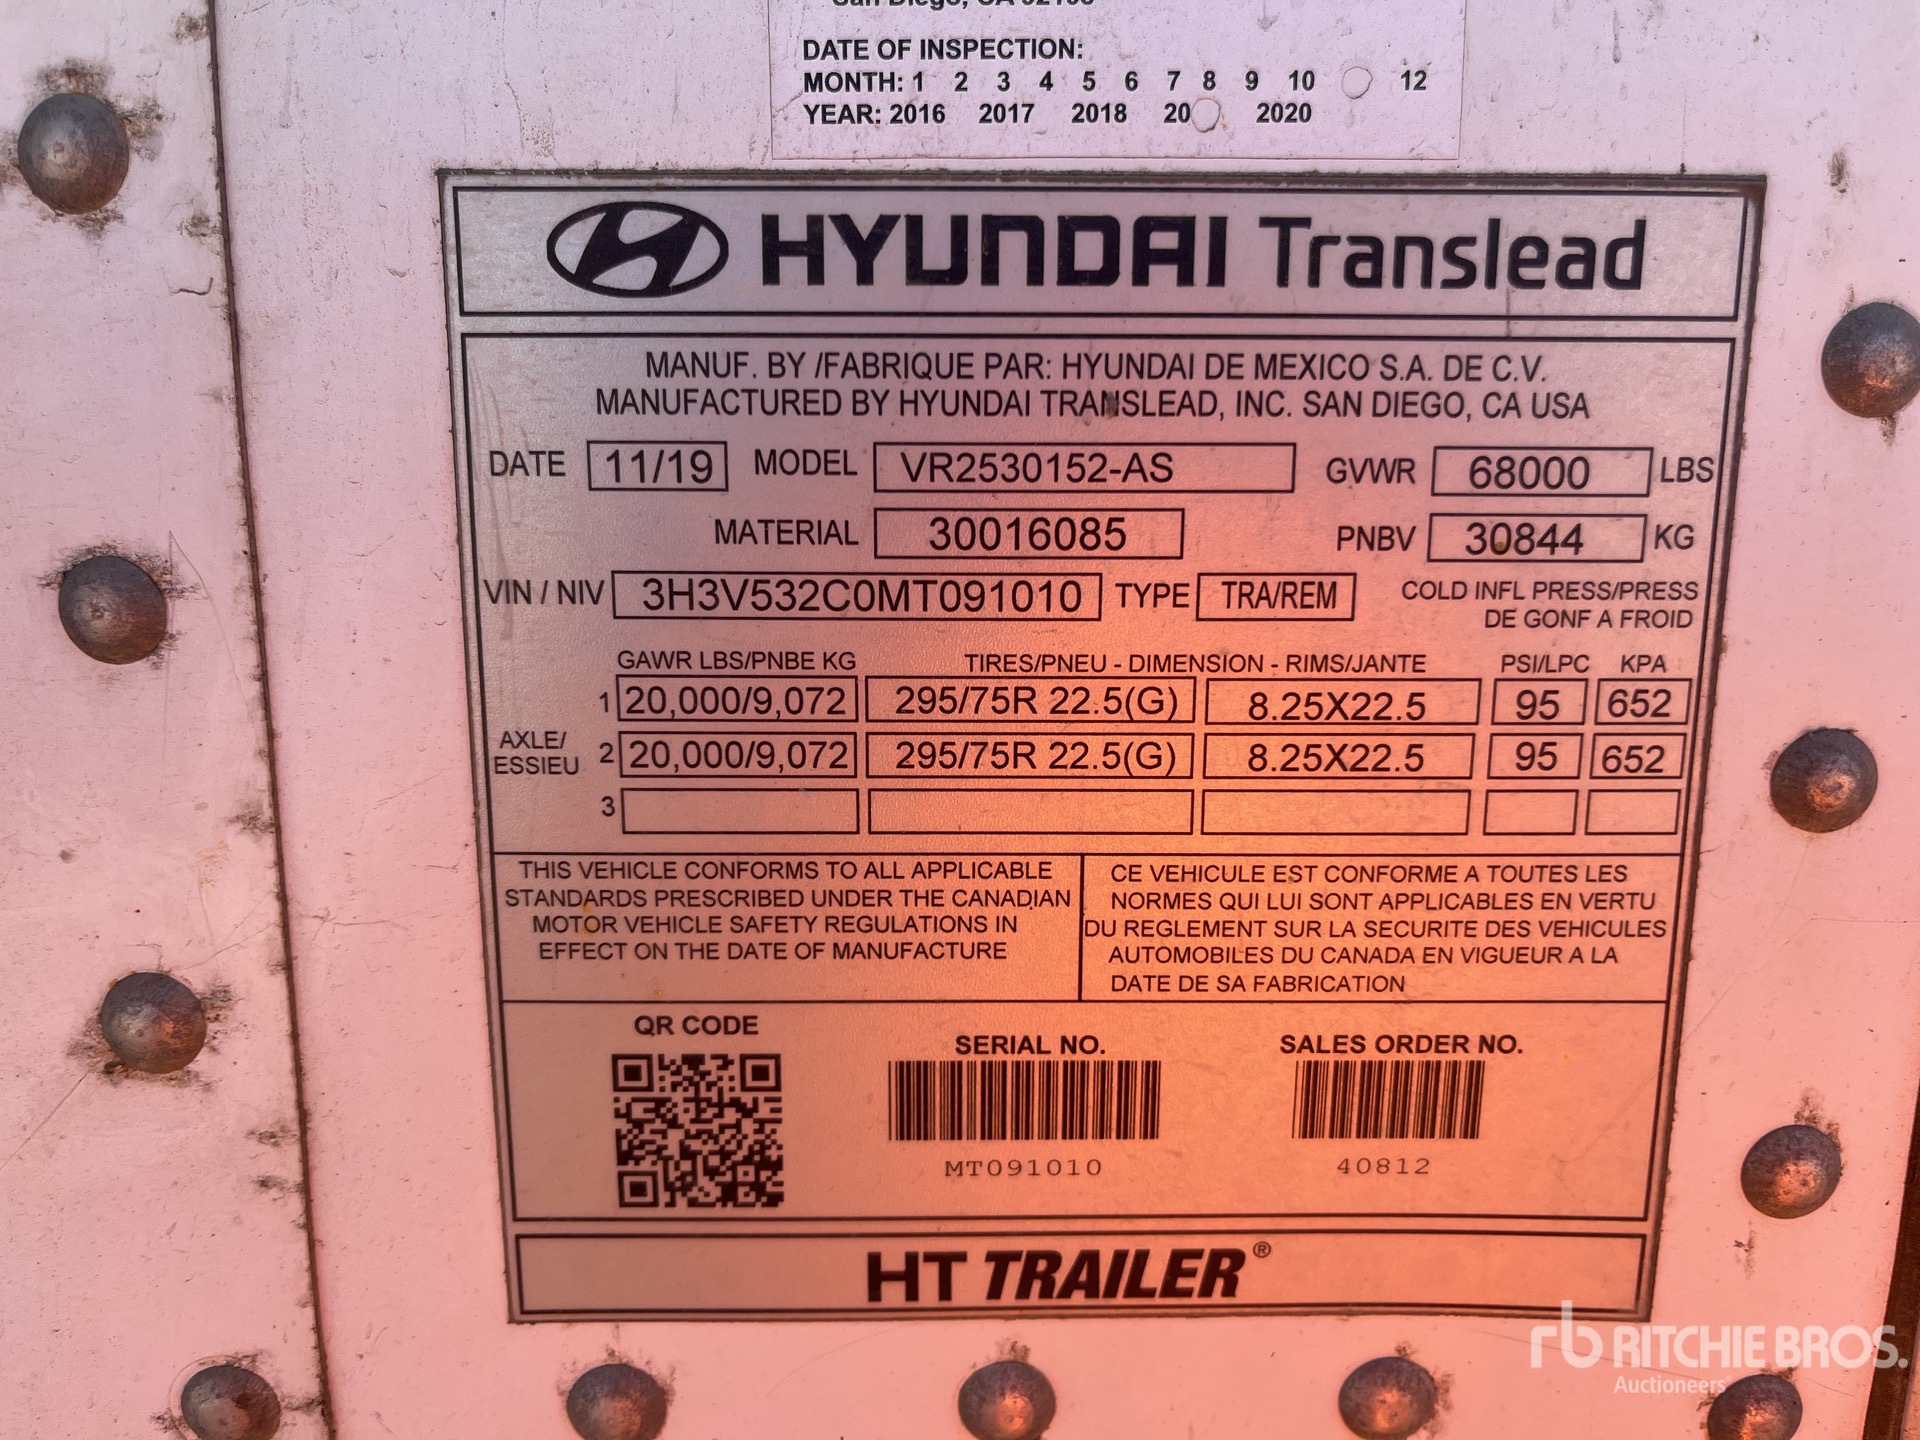 San Diego, CA
DATE OF INSPECTION:
MONTH: 1 2 3 4 5 6 7 8 9 10 12
YEAR: 2016 2017 2018 20 2020
HYUNDAI Translead
MANUF. BY /FABRIQUE PAR: HYUNDAI DE MEXICO S.A. DE C.V.
MANUFACTURED BY HYUNDAI TRANSLEAD, INC. SAN DIEGO, CA USA
DATE 11/19 MODEL VR2530152-AS GVWR 68000 LBS
MATERIAL 30016085 PNBV 30844 KG
VIN / NIV 3H3V532C0MT091010 TYPE TRA/REM COLD INFL PRESS/PRESS
DE GONF A FROID
GAWR LBS/PNBE KG TIRES/PNEU - DIMENSION - RIMS/JANTE PSI/LPC KPA
1 20,000/9,072 295/75R 22.5(G) 8.25X22.5 95 652
AXLE/
ESSIEU
2 20,000/9,072 295/75R 22.5(G) 8.25X22.5 95 652
3
THIS VEHICLE CONFORMS TO ALL APPLICABLE
STANDARDS PRESCRIBED UNDER THE CANADIAN
MOTOR VEHICLE SAFETY REGULATIONS IN
EFFECT ON THE DATE OF MANUFACTURE
CE VEHICULE EST CONFORME A TOUTES LES
NORMES QUI LUI SONT APPLICABLES EN VERTU
DU REGLEMENT SUR LA SECURITE DES VEHICULES
AUTOMOBILES DU CANADA EN VIGUEUR A LA
DATE DE SA FABRICATION
QR CODE
SERIAL NO.
MT091010
SALES ORDER NO.
40812
HT TRAILER®
rb RITCHIE BROS.
Auctioneers